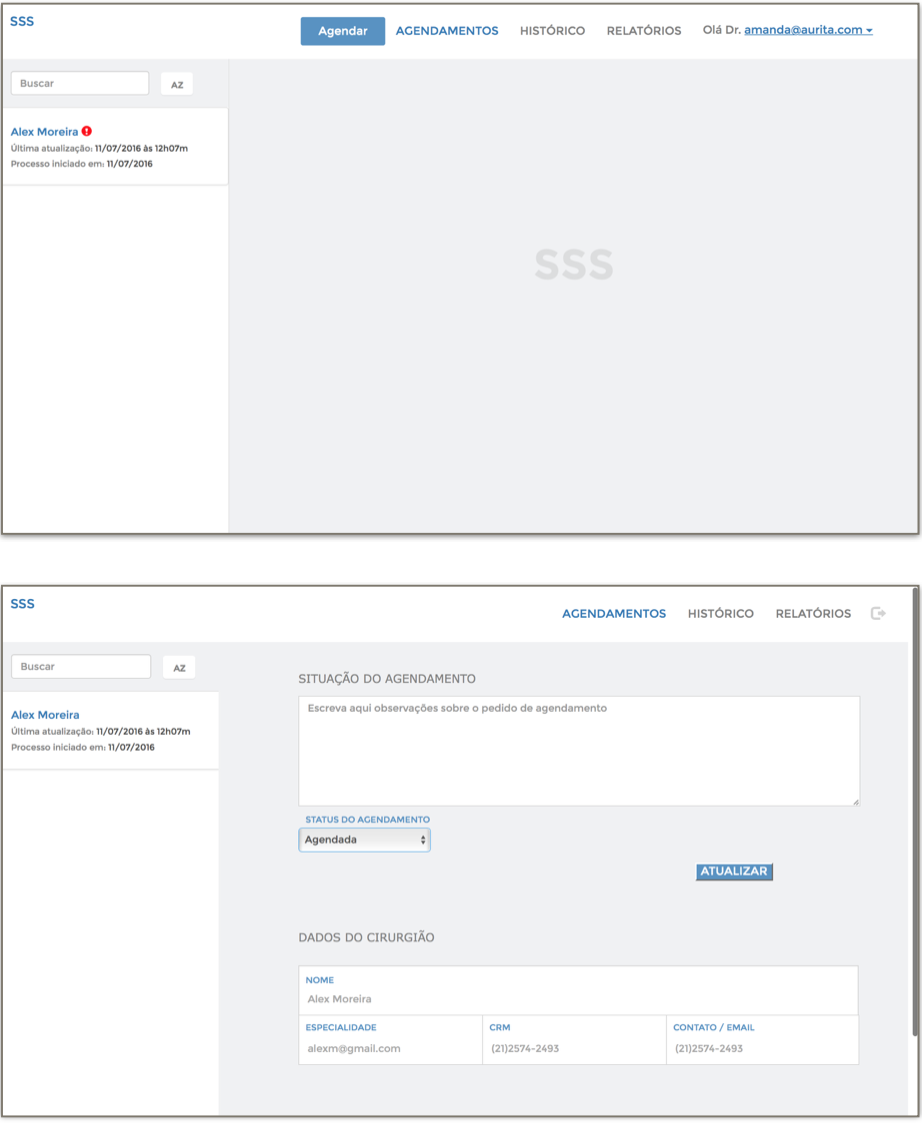 SSS
Agendar AGENDAMENTOS HISTÓRICO RELATÓRIOS Olá Dr. amanda@aurita.com
Buscar AZ
Alex Moreira
Última atualização: 11/07/2016 às 12h07m
Processo iniciado em: 11/07/2016
SSS
SSS
AGENDAMENTOS HISTÓRICO RELATÓRIOS
Buscar AZ
Alex Moreira
Última atualização: 11/07/2016 às 12h07m
Processo iniciado em: 11/07/2016
SITUAÇÃO DO AGENDAMENTO
Escreva aqui observações sobre o pedido de agendamento
STATUS DO AGENDAMENTO
Agendada
ATUALIZAR
DADOS DO CIRURGIÃO
NOME
Alex Moreira
ESPECIALIDADE CRM CONTATO / EMAIL
alexm@gmail.com (21)2574-2493 (21)2574-2493